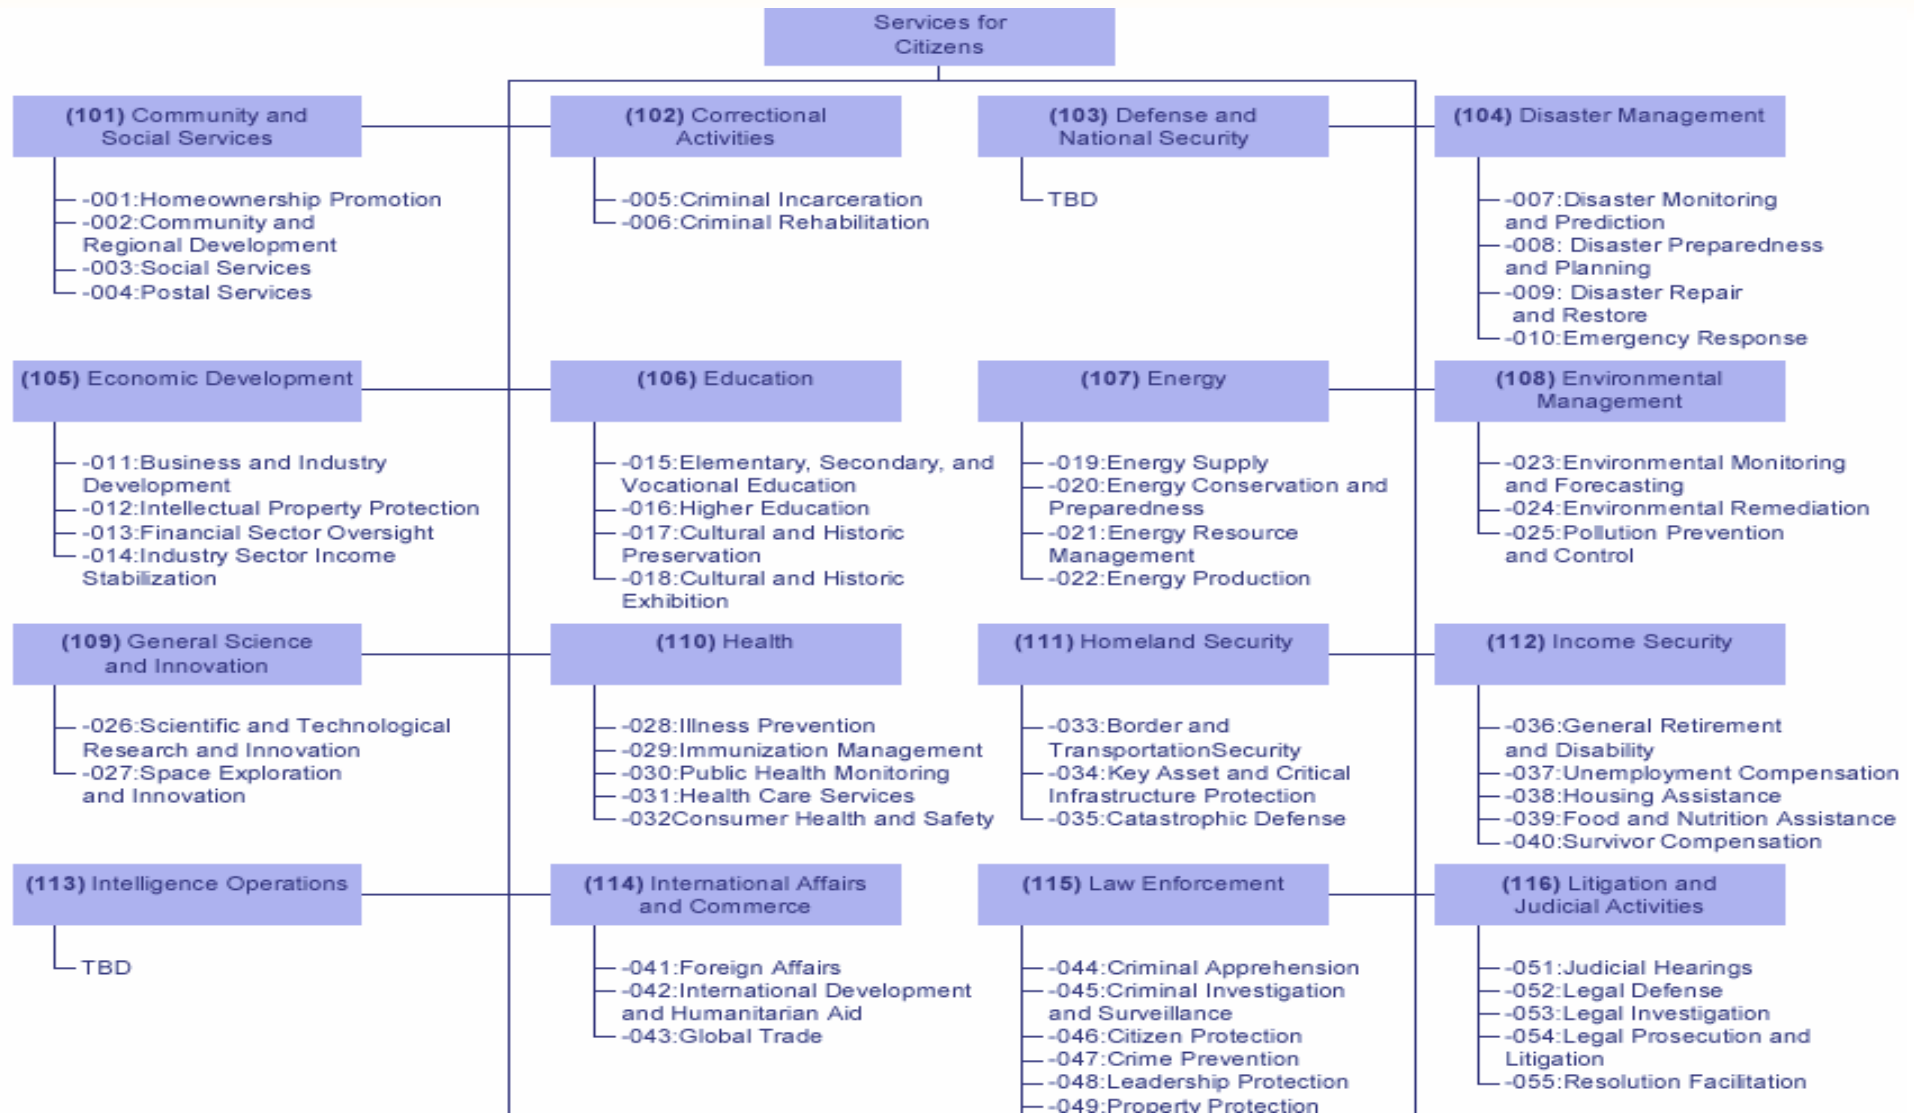 Services for
Citizens
(101) Community and
Social Services
-001:Homeownership Promotion
-002:Community and
Regional Development
-003:Social Services
-004:Postal Services
(102) Correctional
Activities
-005:Criminal Incarceration
-006:Criminal Rehabilitation
(103) Defense and
National Security
TBD
(104) Disaster Management
-007:Disaster Monitoring
and Prediction
-008: Disaster Preparedness
and Planning
-009: Disaster Repair
and Restore
-010:Emergency Response
(105) Economic Development
-011:Business and Industry
Development
-012:Intellectual Property Protection
-013:Financial Sector Oversight
-014:Industry Sector Income
Stabilization
(106) Education
-015:Elementary, Secondary, and
Vocational Education
-016:Higher Education
-017:Cultural and Historic
Preservation
-018:Cultural and Historic
Exhibition
(107) Energy
-019:Energy Supply
-020:Energy Conservation and
Preparedness
-021:Energy Resource
Management
-022:Energy Production
(108) Environmental
Management
-023:Environmental Monitoring
and Forecasting
-024:Environmental Remediation
-025:Pollution Prevention
and Control
(109) General Science
and Innovation
-026:Scientific and Technological
Research and Innovation
-027:Space Exploration
and Innovation
(110) Health
-028:Illness Prevention
-029:Immunization Management
-030:Public Health Monitoring
-031:Health Care Services
-032Consumer Health and Safety
(111) Homeland Security
-033:Border and
TransportationSecurity
-034:Key Asset and Critical
Infrastructure Protection
-035:Catastrophic Defense
(112) Income Security
-036:General Retirement
and Disability
-037:Unemployment Compensation
-038:Housing Assistance
-039:Food and Nutrition Assistance
-040:Survivor Compensation
(113) Intelligence Operations
TBD
(114) International Affairs
and Commerce
-041:Foreign Affairs
-042:International Development
and Humanitarian Aid
-043:Global Trade
(115) Law Enforcement
-044:Criminal Apprehension
-045:Criminal Investigation
and Surveillance
-046:Citizen Protection
-047:Crime Prevention
-048:Leadership Protection
-049:Property Protection
(116) Litigation and
Judicial Activities
-051:Judicial Hearings
-052:Legal Defense
-053:Legal Investigation
-054:Legal Prosecution and
Litigation
-055:Resolution Facilitation